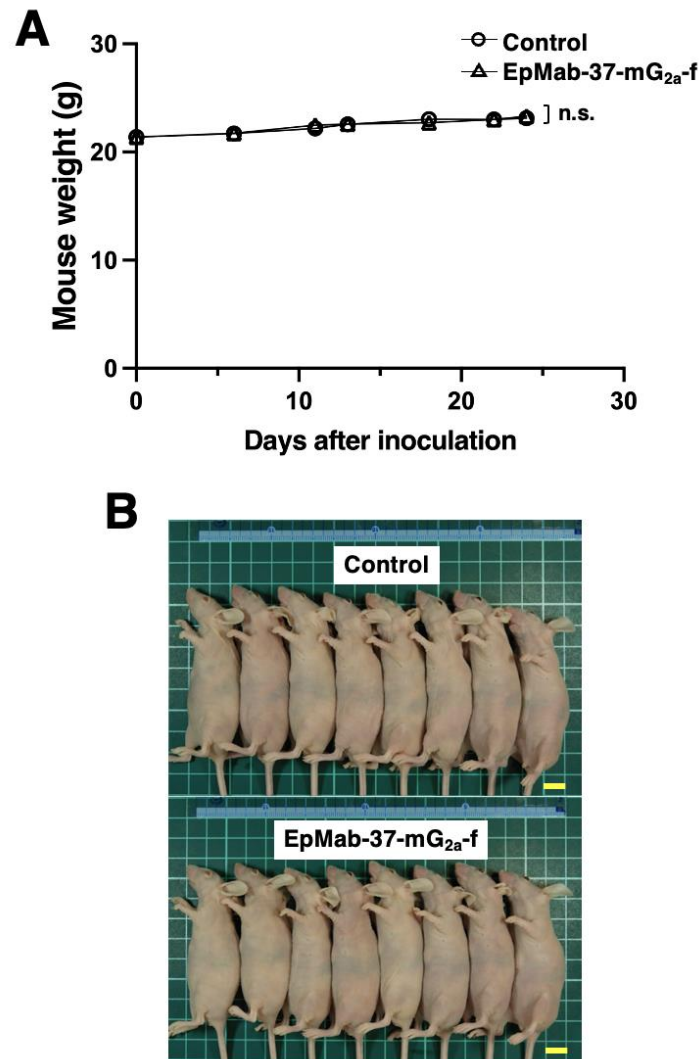 A
Control
EpMab-37-mG2a-f
n.s.
Mouse weight (g)
30
20
10
0
0 10 20 30
Days after inoculation
B
Control
EpMab-37-mG2a-f